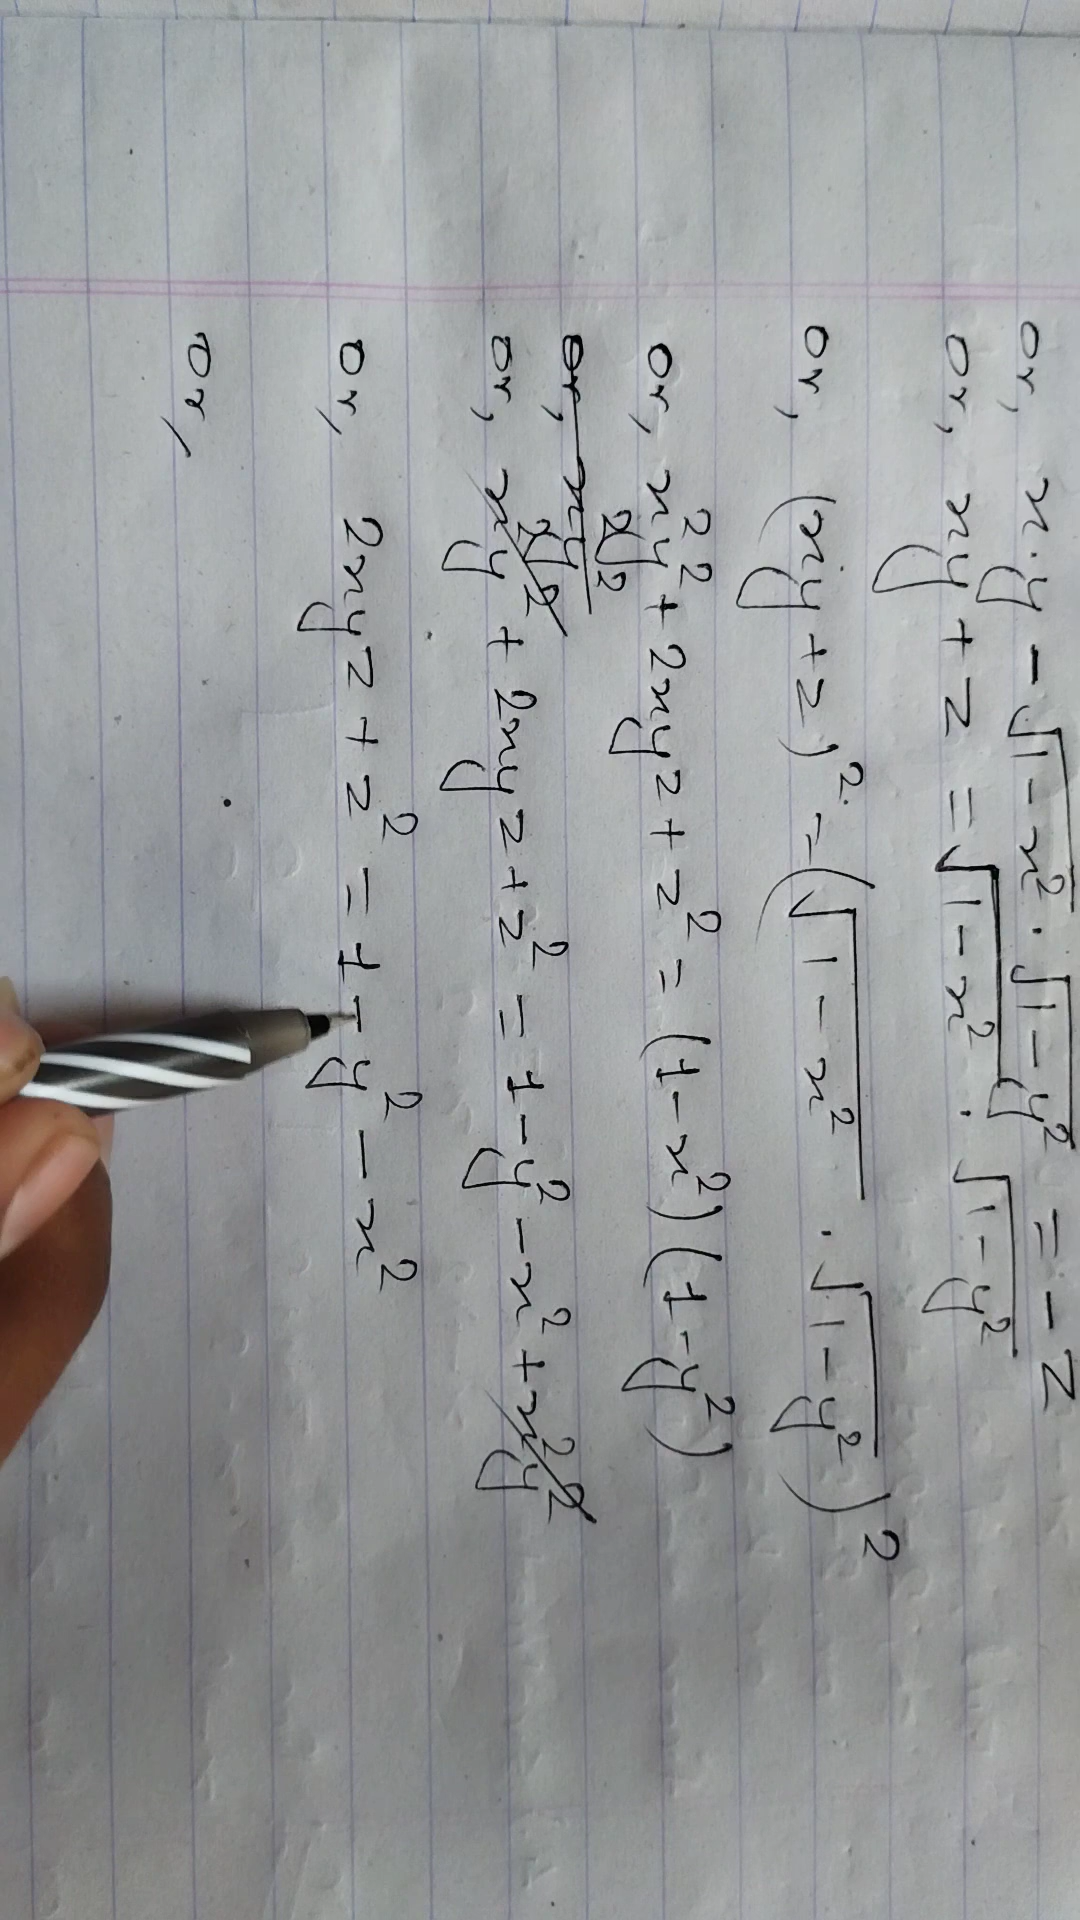 or, x.y - √1-x² . √1-y² = -z
or, xy + z = √1-x² . √1-y²
or, (xy + z)² = (√1-x² . √1-y²)²
or, x²y² + 2xyz + z² = (1-x²)(1-y²)
or, x²y² + 2xyz + z² = 1 - y² - x² + x²y²
or, 2xyz + z² = 1 - y² - x²
or,